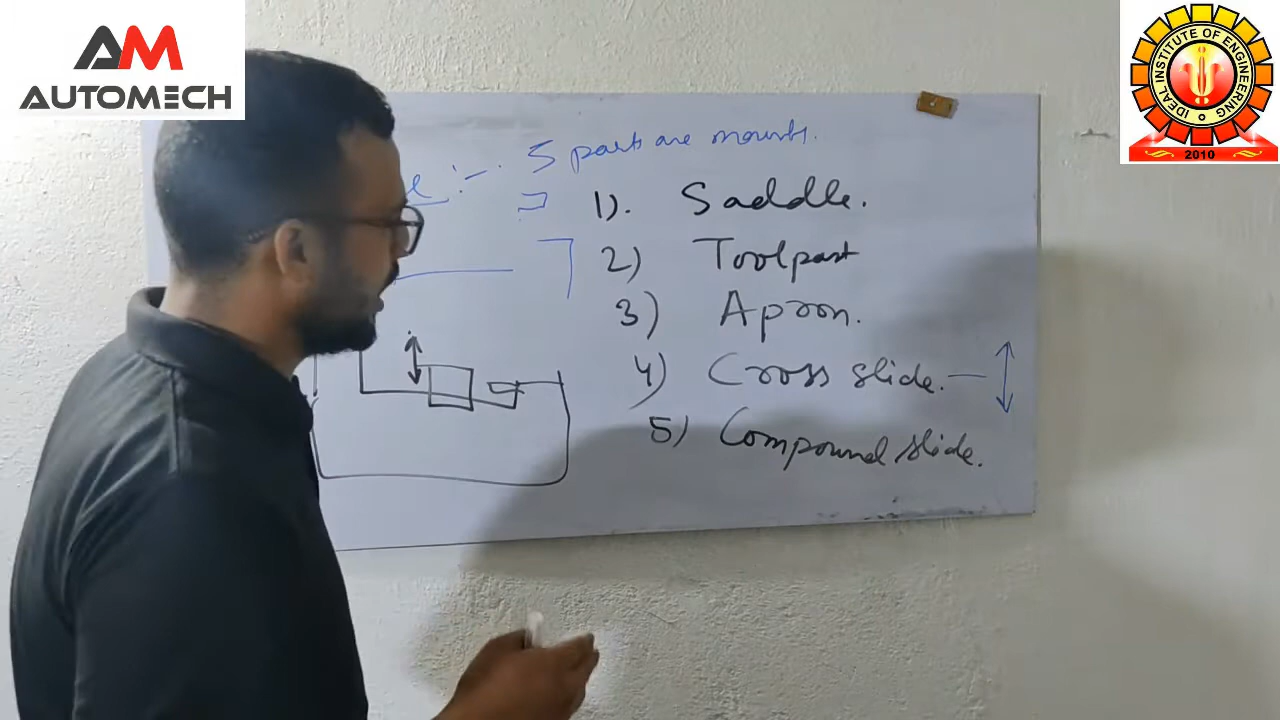 AM
AUTOMECH
IDEAL INSTITUTE OF ENGINEERING
2010
:- 5 parts are mounts.
1). Saddle.
2) Toolpost
3) Apron.
4) Cross slide. —
5) Compound slide.